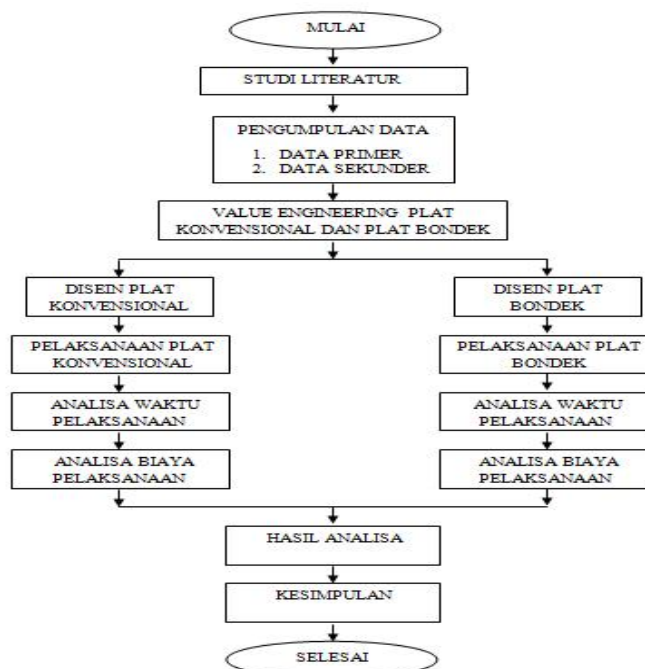 MULAI
STUDI LITERATUR
PENGUMPULAN DATA
1. DATA PRIMER
2. DATA SEKUNDER
VALUE ENGINEERING PLAT
KONVENSIONAL DAN PLAT BONDEK
DISEIN PLAT
KONVENSIONAL
PELAKSANAAN PLAT
KONVENSIONAL
ANALISA WAKTU
PELAKSANAAN
ANALISA BIAYA
PELAKSANAAN
DISEIN PLAT
BONDEK
PELAKSANAAN PLAT
BONDEK
ANALISA WAKTU
PELAKSANAAN
ANALISA BIAYA
PELAKSANAAN
HASIL ANALISA
KESIMPULAN
SELESAI